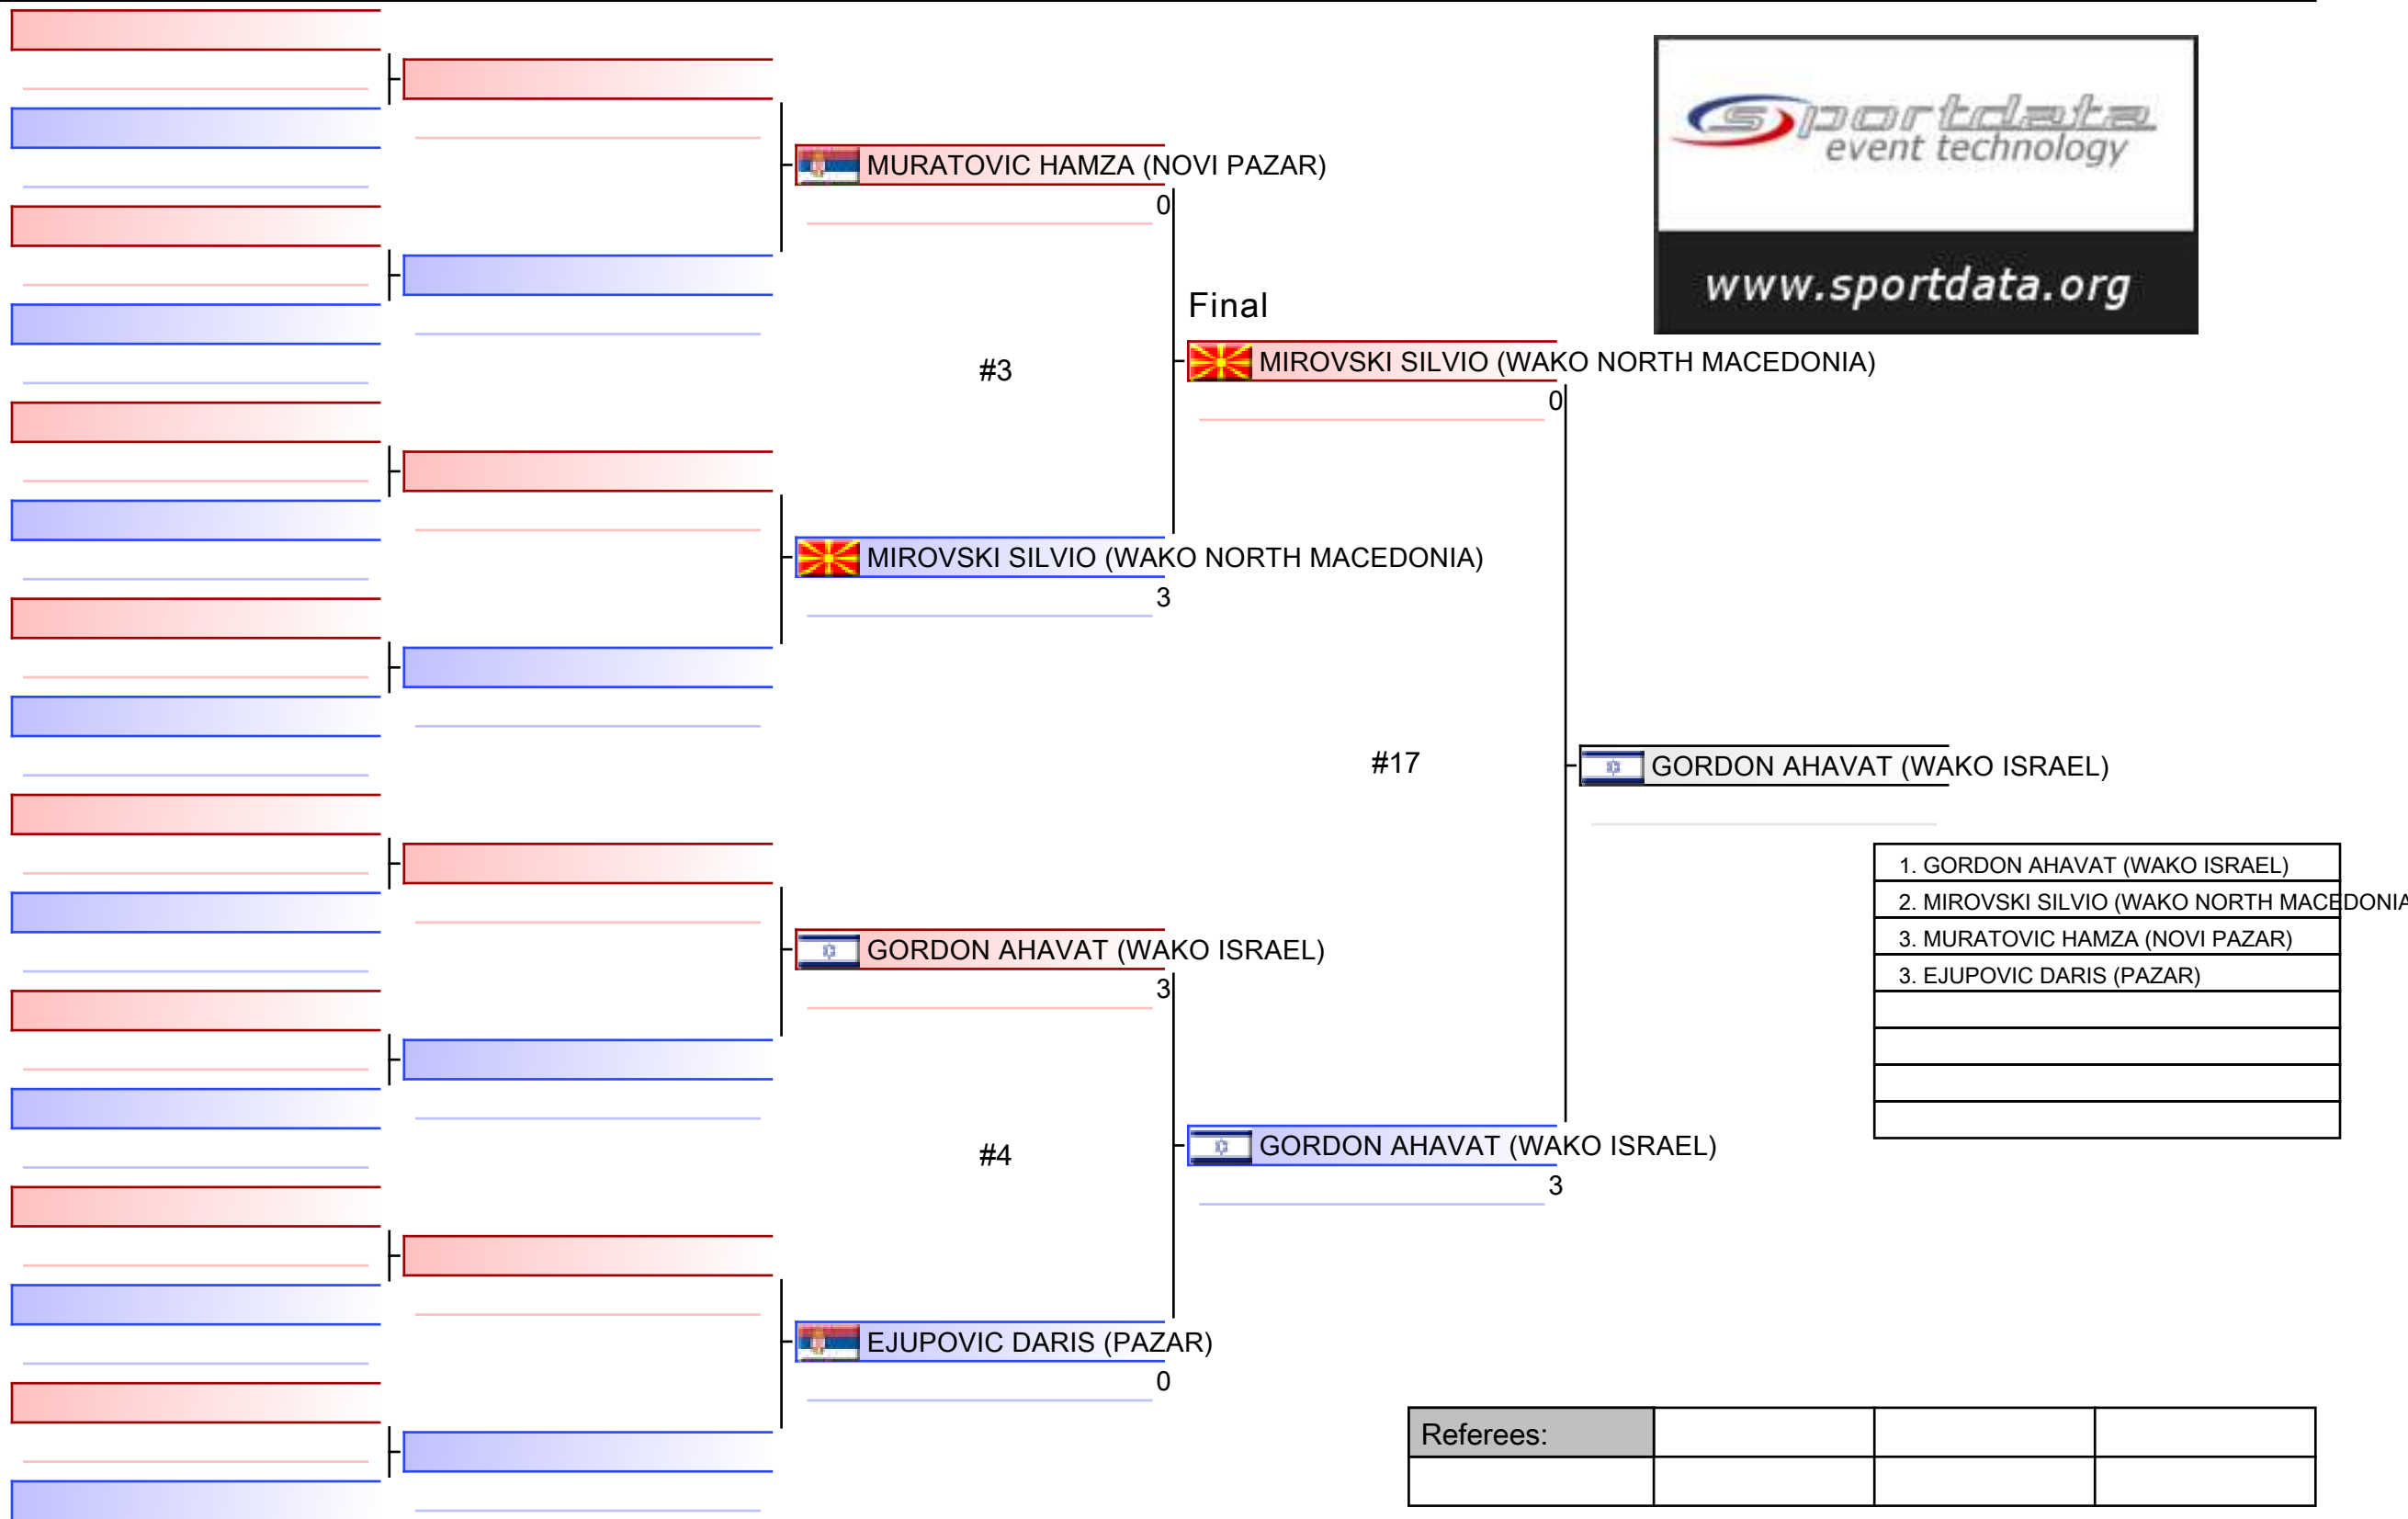 sportdata
event technology
www.sportdata.org
MURATOVIC HAMZA (NOVI PAZAR)
0
Final
#3
MIROVSKI SILVIO (WAKO NORTH MACEDONIA)
0
MIROVSKI SILVIO (WAKO NORTH MACEDONIA)
3
#17
GORDON AHAVAT (WAKO ISRAEL)
1. GORDON AHAVAT (WAKO ISRAEL)
2. MIROVSKI SILVIO (WAKO NORTH MACEDONIA
3. MURATOVIC HAMZA (NOVI PAZAR)
3. EJUPOVIC DARIS (PAZAR)
GORDON AHAVAT (WAKO ISRAEL)
3
#4
GORDON AHAVAT (WAKO ISRAEL)
3
EJUPOVIC DARIS (PAZAR)
0
Referees: